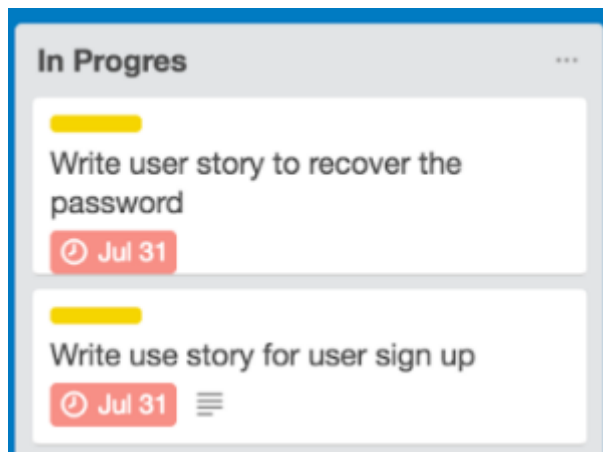 In Progres
Write user story to recover the
password
Jul 31
Write use story for user sign up
Jul 31